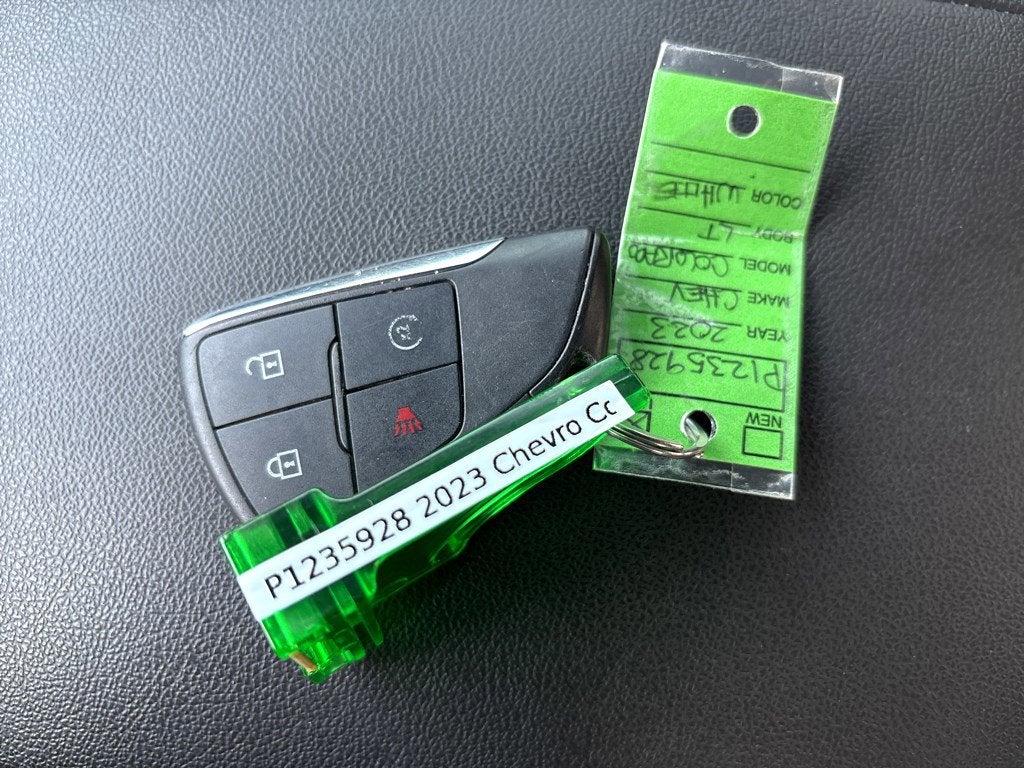 P1235928 2023 Chevro Cc
NEW
P1235928
YEAR 2023
MAKE CHEV
MODEL COLORADO
BODY LT
COLOR WHITE